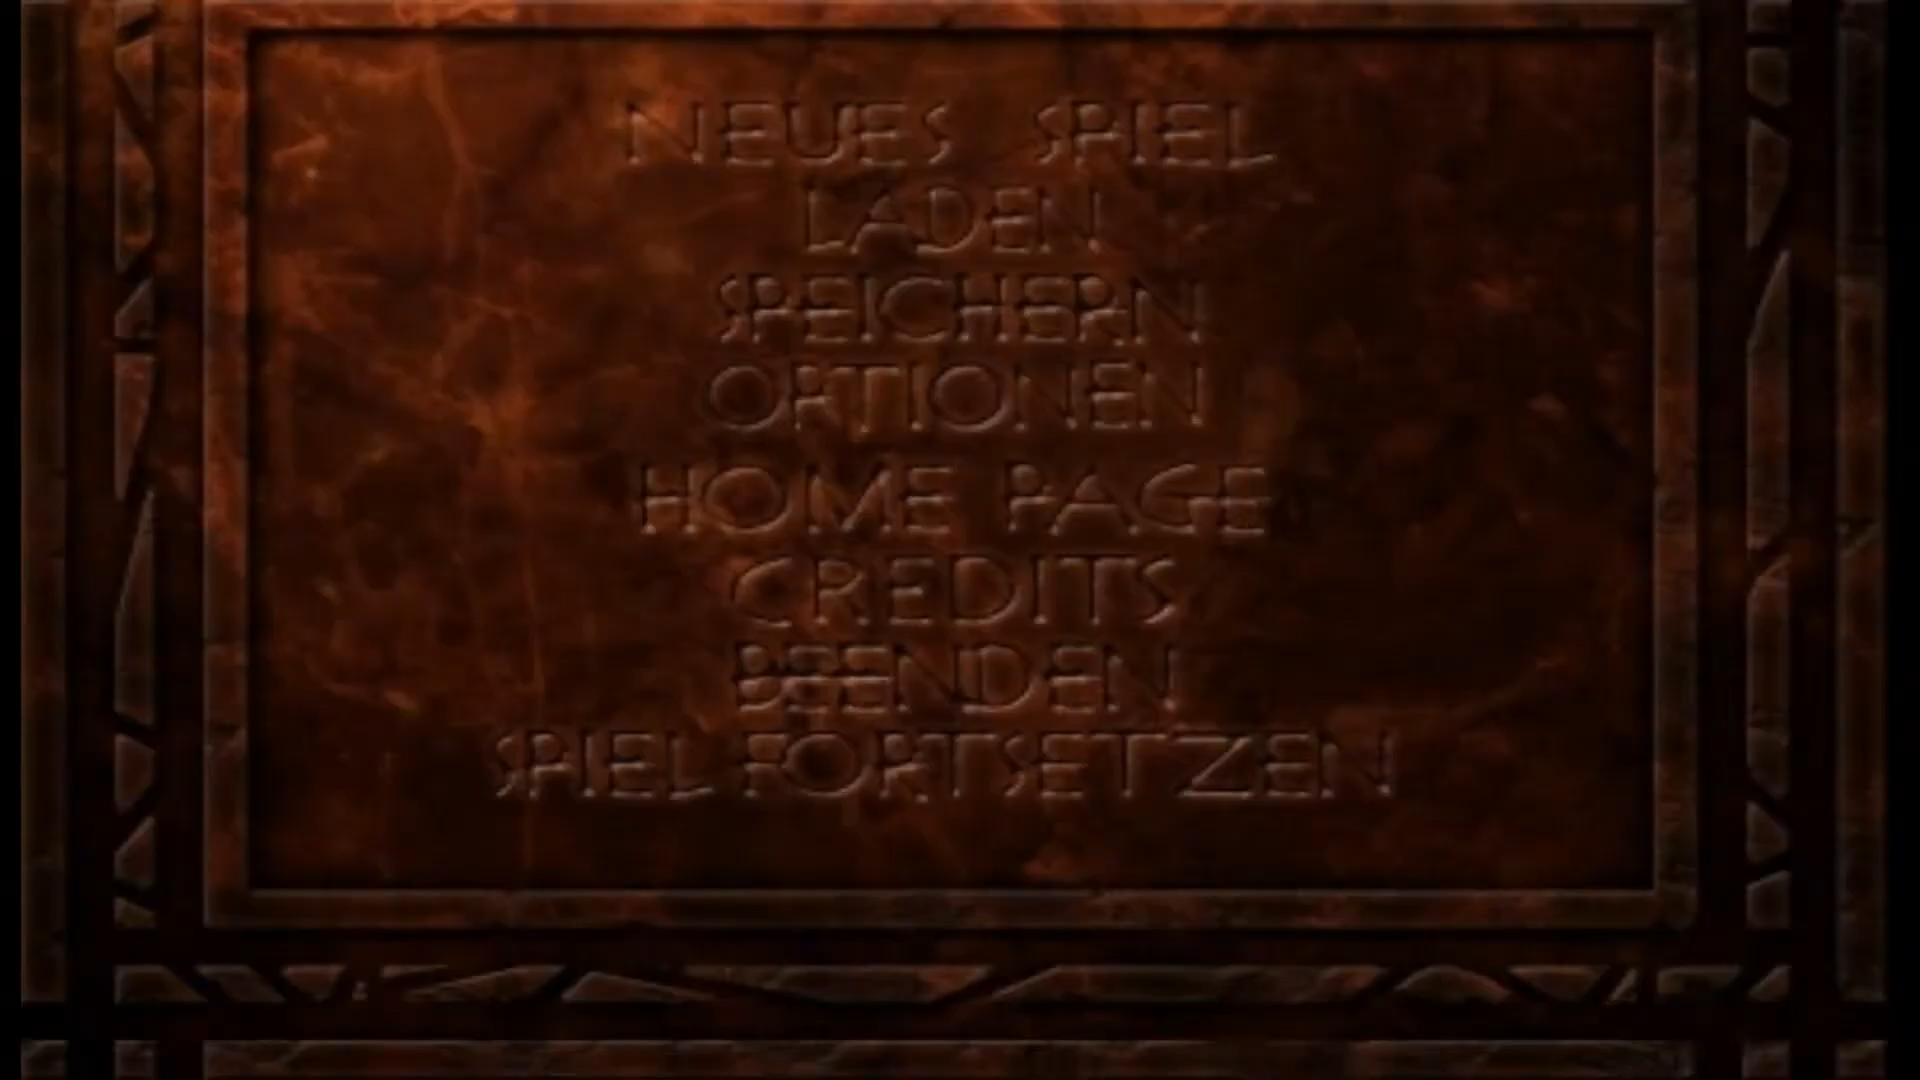 NEUES SPIEL
LADEN
SPEICHERN
OPTIONEN
HOME PAGE
CREDITS
BEENDEN
SPIEL FORTSETZEN